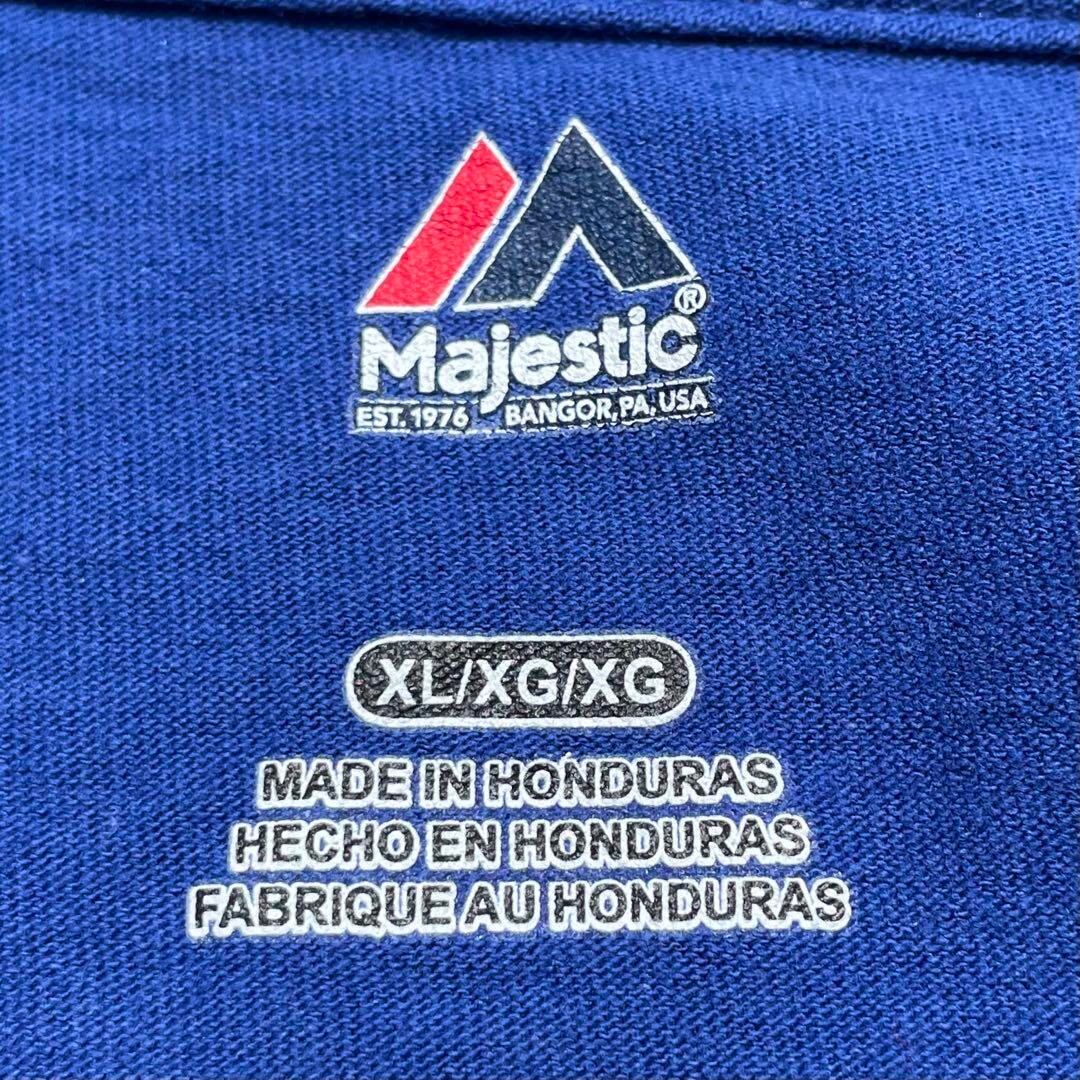 Majestic®
EST. 1976 BANGOR, PA, USA
XL/XG/XG
MADE IN HONDURAS
HECHO EN HONDURAS
FABRIQUE AU HONDURAS